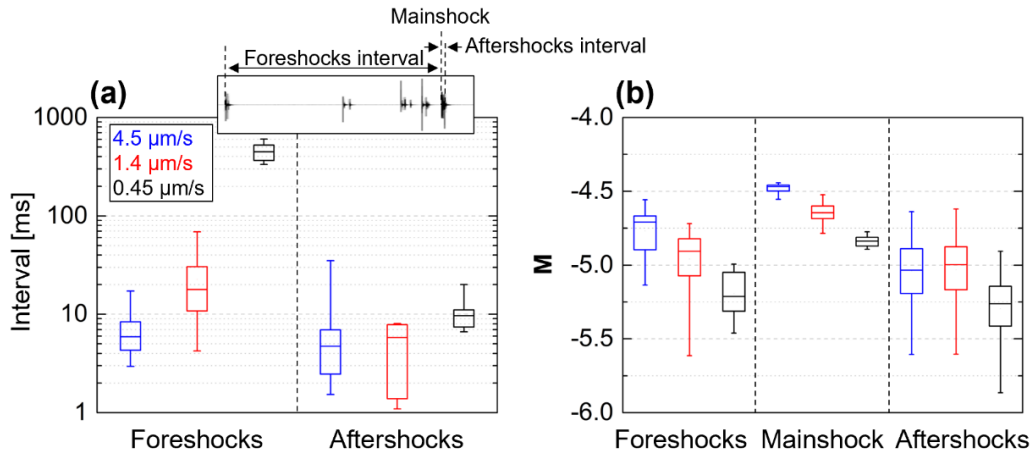 Mainshock
Foreshocks interval
Aftershocks interval
(a)
1000
100
10
1
Interval [ms]
4.5 µm/s
1.4 µm/s
0.45 µm/s
Foreshocks
Aftershocks
(b)
-4.0
-4.5
-5.0
-5.5
-6.0
M
Foreshocks
Mainshock
Aftershocks